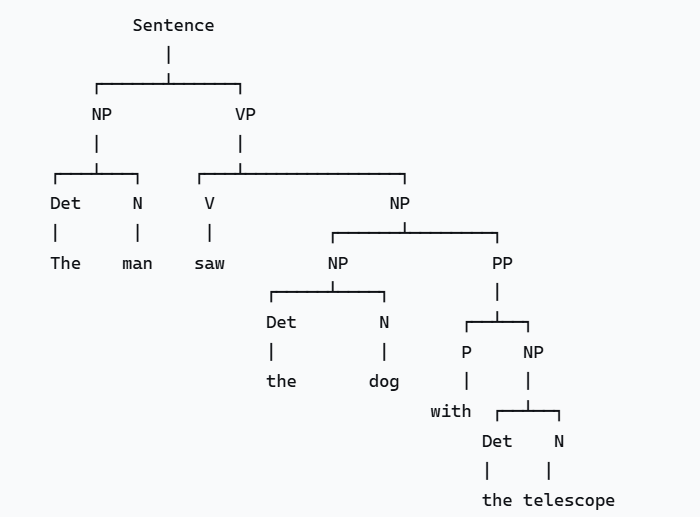 Sentence
NP VP
Det N V NP
The man saw NP PP
Det N P NP
the dog with
Det N
the telescope